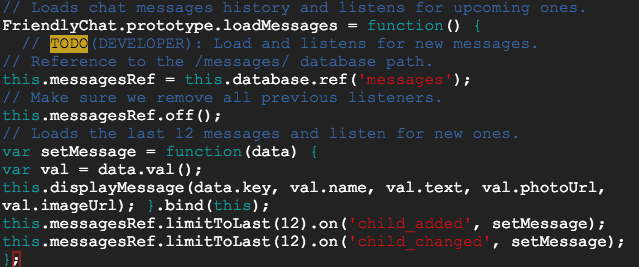 // Loads chat messages history and listens for upcoming ones.
FriendlyChat.prototype.loadMessages = function() {
// TODO(DEVELOPER): Load and listens for new messages.
// Reference to the /messages/ database path.
this.messagesRef = this.database.ref('messages');
// Make sure we remove all previous listeners.
this.messagesRef.off();
// Loads the last 12 messages and listen for new ones.
var setMessage = function(data) {
var val = data.val();
this.displayMessage(data.key, val.name, val.text, val.photoUrl,
val.imageUrl); }.bind(this);
this.messagesRef.limitToLast(12).on('child_added', setMessage);
this.messagesRef.limitToLast(12).on('child_changed', setMessage);
};